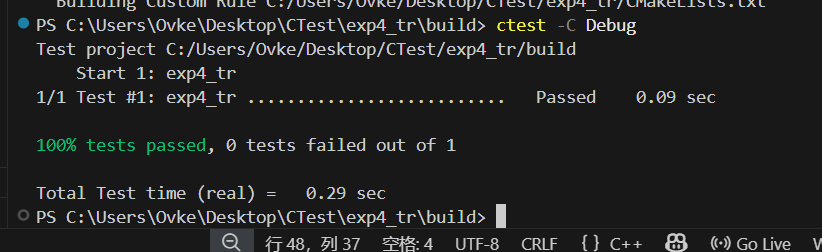 Building Custom Rule C:/Users/Ovke/Desktop/CTest/exp4_tr/CMakeLists.txt
PS C:\Users\Ovke\Desktop\CTest\exp4_tr\build> ctest -C Debug
Test project C:/Users/Ovke/Desktop/CTest/exp4_tr/build
    Start 1: exp4_tr
1/1 Test #1: exp4_tr ..........................   Passed    0.09 sec

100% tests passed, 0 tests failed out of 1

Total Test time (real) =   0.29 sec
PS C:\Users\Ovke\Desktop\CTest\exp4_tr\build>
行 48，列 37 空格: 4 UTF-8 CRLF {} C++ Go Live